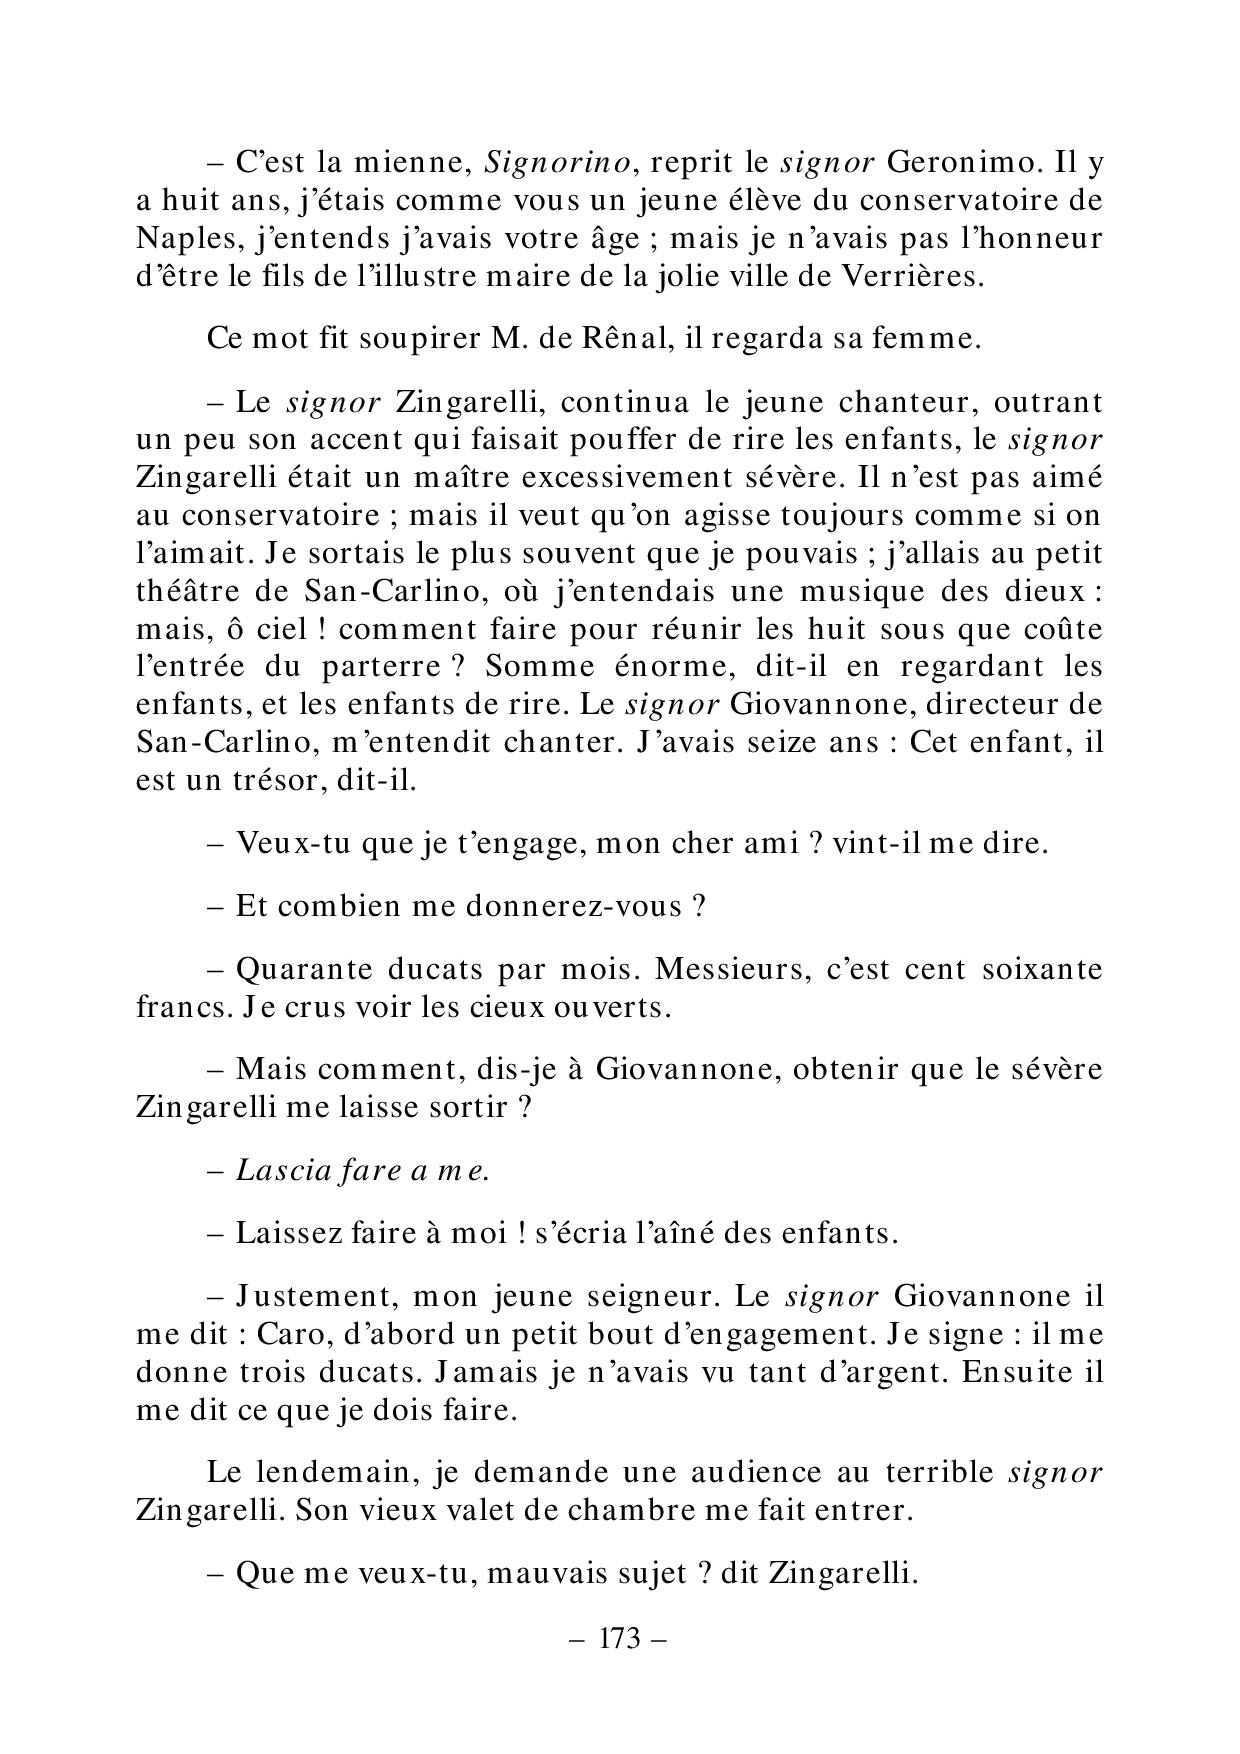 – C’est la mienne, Signorino, reprit le signor Geronimo. Il y
a huit ans, j’étais comme vous un jeune élève du conservatoire de
Naples, j’entends j’avais votre âge ; mais je n’avais pas l’honneur
d’être le fils de l’illustre maire de la jolie ville de Verrières.
Ce mot fit soupirer M. de Rênal, il regarda sa femme.
– Le signor Zingarelli, continua le jeune chanteur, outrant
un peu son accent qui faisait pouffer de rire les enfants, le signor
Zingarelli était un maître excessivement sévère. Il n’est pas aimé
au conservatoire ; mais il veut qu’on agisse toujours comme si on
l’aimait. Je sortais le plus souvent que je pouvais ; j’allais au petit
théâtre de San-Carlino, où j’entendais une musique des dieux :
mais, ô ciel ! comment faire pour réunir les huit sous que coûte
l’entrée du parterre ? Somme énorme, dit-il en regardant les
enfants, et les enfants de rire. Le signor Giovannone, directeur de
San-Carlino, m’entendit chanter. J’avais seize ans : Cet enfant, il
est un trésor, dit-il.
– Veux-tu que je t’engage, mon cher ami ? vint-il me dire.
– Et combien me donnerez-vous ?
– Quarante ducats par mois. Messieurs, c’est cent soixante
francs. Je crus voir les cieux ouverts.
– Mais comment, dis-je à Giovannone, obtenir que le sévère
Zingarelli me laisse sortir ?
– Lascia fare a me.
– Laissez faire à moi ! s’écria l’aîné des enfants.
– Justement, mon jeune seigneur. Le signor Giovannone il
me dit : Caro, d’abord un petit bout d’engagement. Je signe : il me
donne trois ducats. Jamais je n’avais vu tant d’argent. Ensuite il
me dit ce que je dois faire.
Le lendemain, je demande une audience au terrible signor
Zingarelli. Son vieux valet de chambre me fait entrer.
– Que me veux-tu, mauvais sujet ? dit Zingarelli.
– 173 –